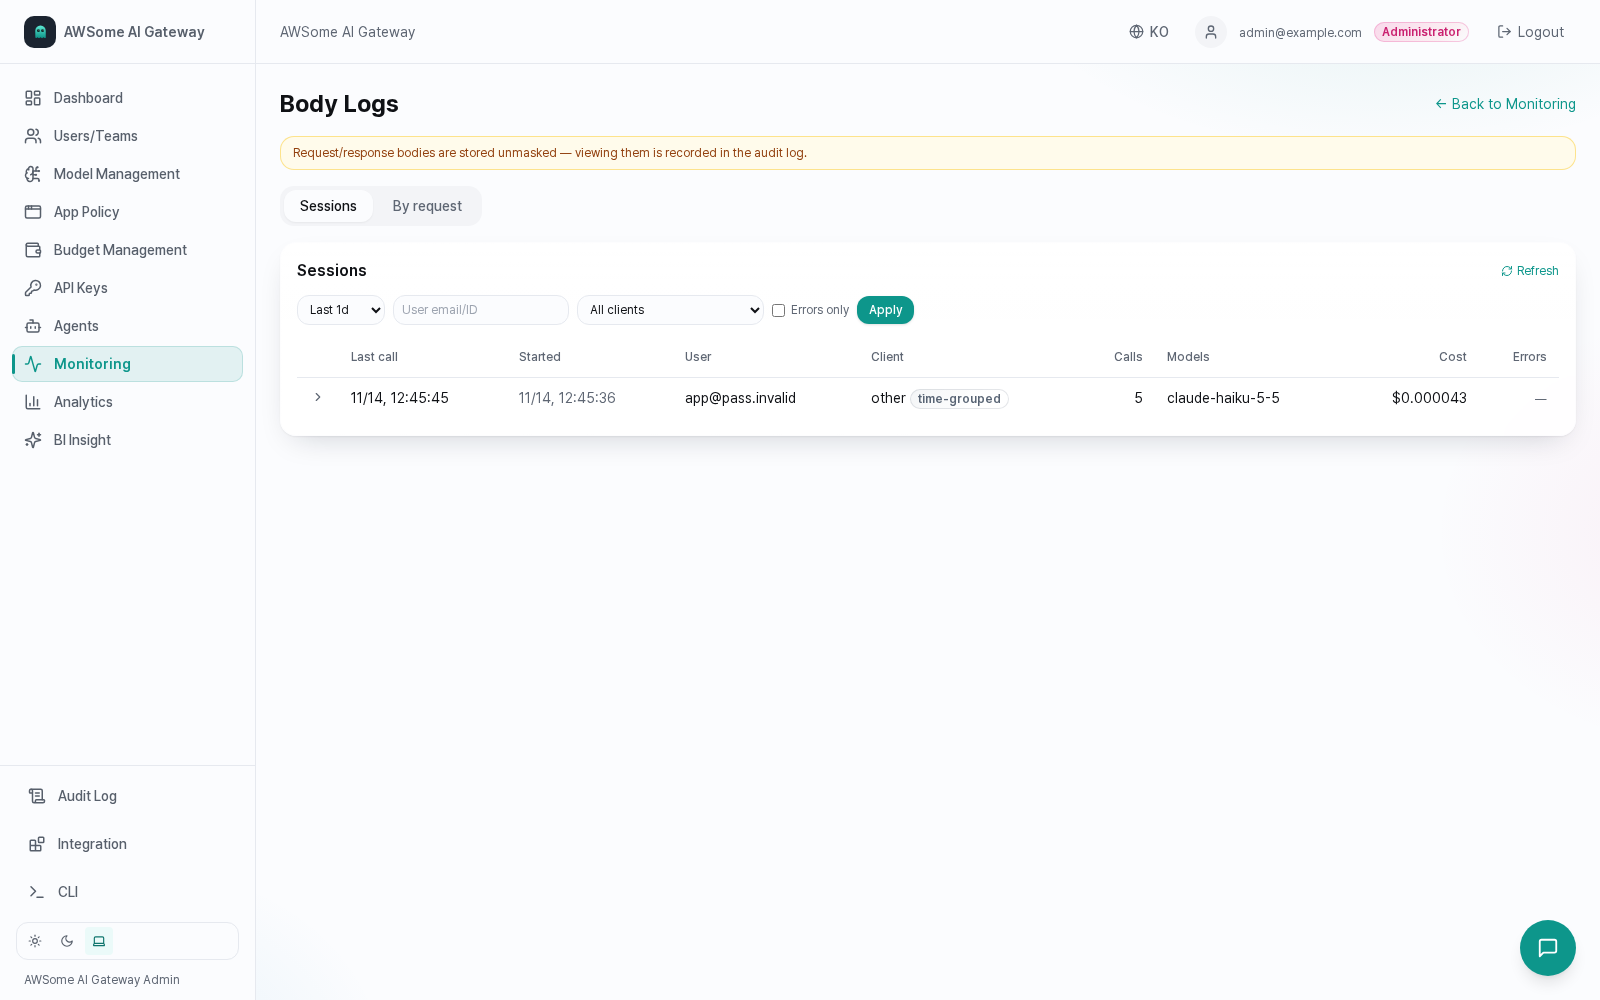 AWSome AI Gateway
AWSome AI Gateway
KO
admin@example.com
Administrator
Logout
Dashboard
Users/Teams
Model Management
App Policy
Budget Management
API Keys
Agents
Monitoring
Analytics
BI Insight
Audit Log
Integration
CLI
AWSome AI Gateway Admin
Body Logs
← Back to Monitoring
Request/response bodies are stored unmasked — viewing them is recorded in the audit log.
Sessions
By request
Sessions
Refresh
Last 1d
User email/ID
All clients
Errors only
Apply
Last call Started User Client Calls Models Cost Errors
11/14, 12:45:45 11/14, 12:45:36 app@pass.invalid other time-grouped 5 claude-haiku-5-5 $0.000043 —